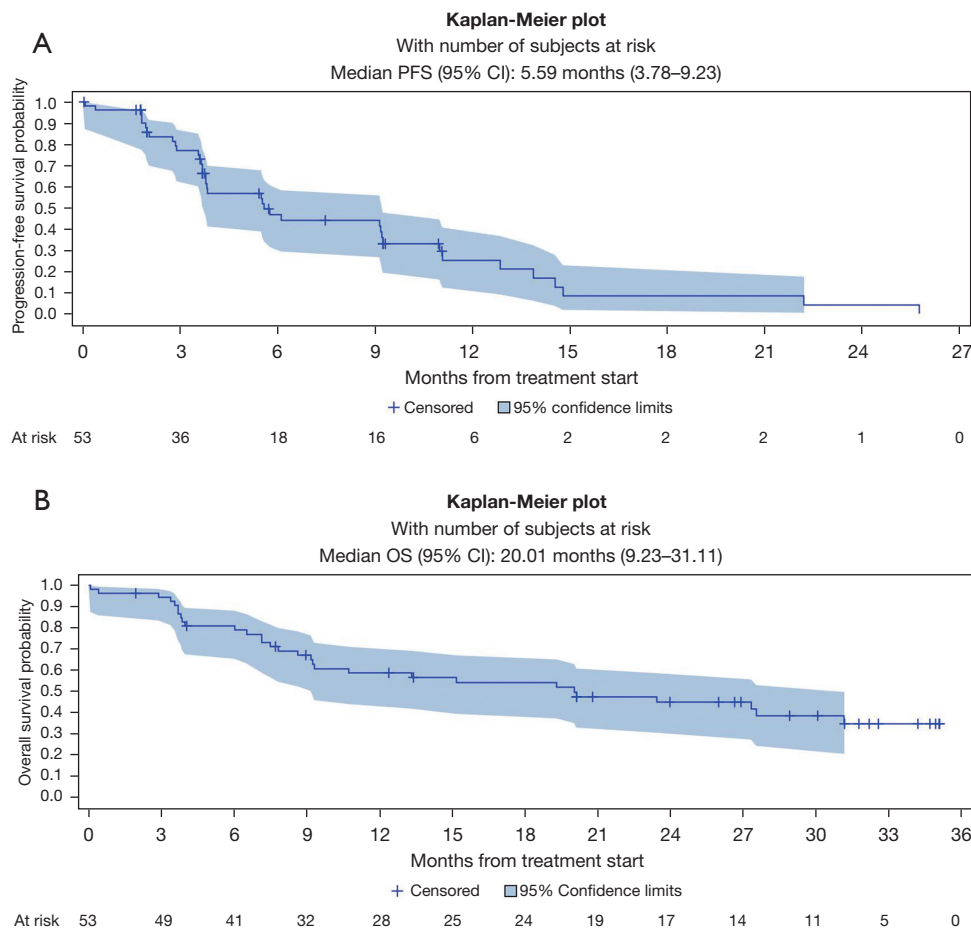 A
Kaplan-Meier plot
With number of subjects at risk
Median PFS (95% CI): 5.59 months (3.78–9.23)
Progression-free survival probability
1.0
0.9
0.8
0.7
0.6
0.5
0.4
0.3
0.2
0.1
0.0
0 3 6 9 12 15 18 21 24 27
Months from treatment start
Censored 95% confidence limits
At risk 53 36 18 16 6 2 2 2 1 0
B
Kaplan-Meier plot
With number of subjects at risk
Median OS (95% CI): 20.01 months (9.23–31.11)
Overall survival probability
1.0
0.9
0.8
0.7
0.6
0.5
0.4
0.3
0.2
0.1
0.0
0 3 6 9 12 15 18 21 24 27 30 33 36
Months from treatment start
Censored 95% Confidence limits
At risk 53 49 41 32 28 25 24 19 17 14 11 5 0